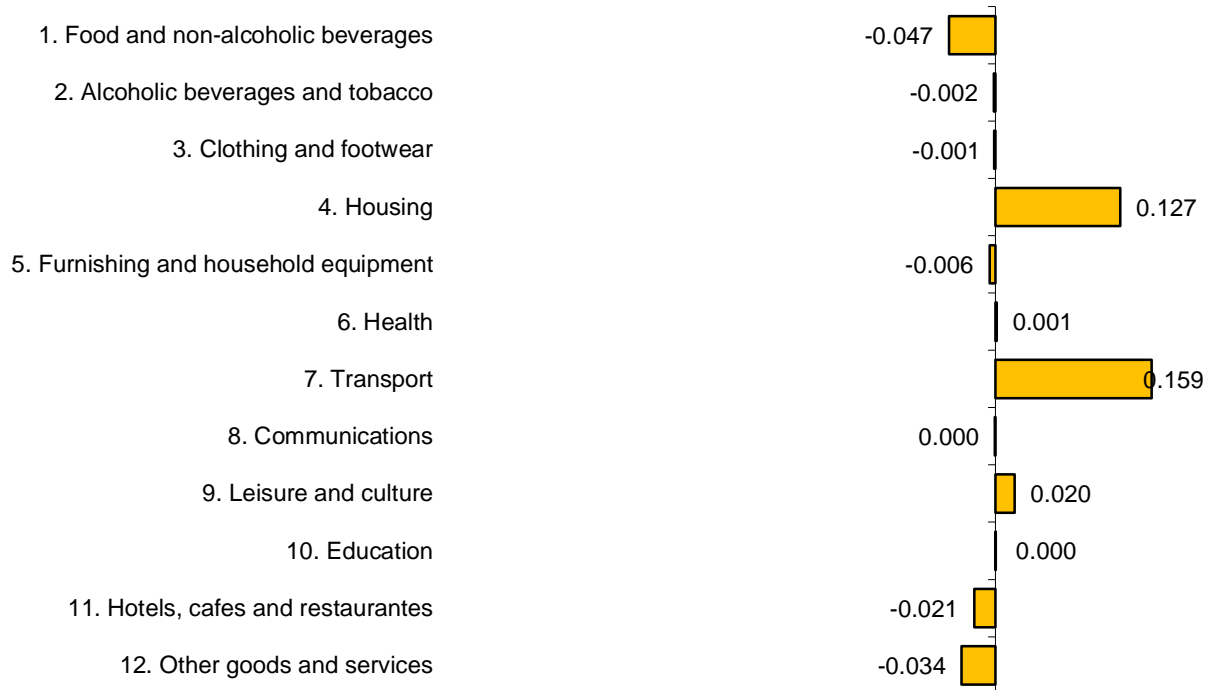 1. Food and non-alcoholic beverages -0.047
2. Alcoholic beverages and tobacco -0.002
3. Clothing and footwear -0.001
4. Housing 0.127
5. Furnishing and household equipment -0.006
6. Health 0.001
7. Transport 0.159
8. Communications 0.000
9. Leisure and culture 0.020
10. Education 0.000
11. Hotels, cafes and restaurantes -0.021
12. Other goods and services -0.034